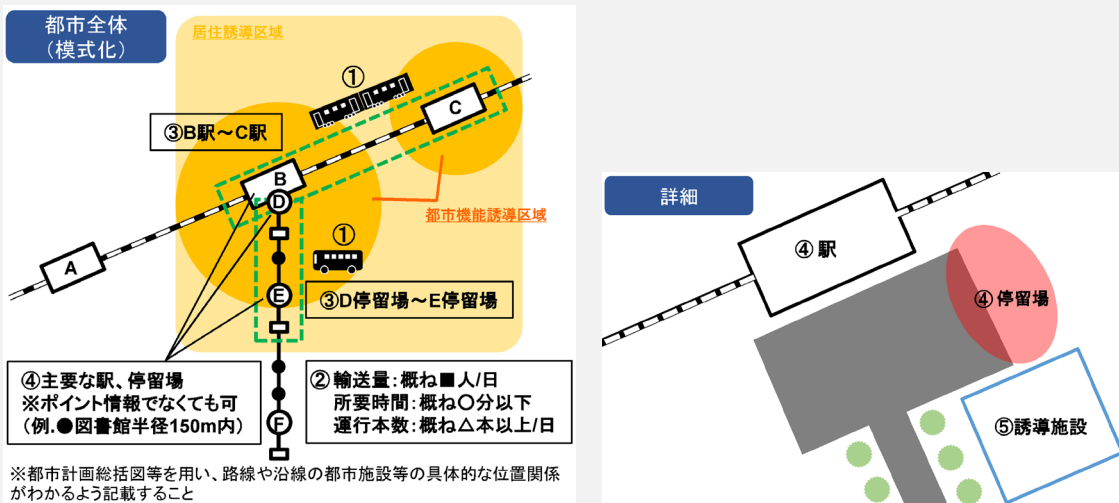 都市全体
（模式化）
居住誘導区域
①
C
③B駅～C駅
B
D
都市機能誘導区域
①
A
E
③D停留場～E停留場
④主要な駅、停留場
※ポイント情報でなくても可
（例.●図書館半径150m内）
②輸送量：概ね■人/日
所要時間：概ね〇分以下
運行本数：概ね△本以上/日
F
※都市計画総括図等を用い、路線や沿線の都市施設等の具体的な位置関係
がわかるよう記載すること
詳細
④駅
④停留場
⑤誘導施設